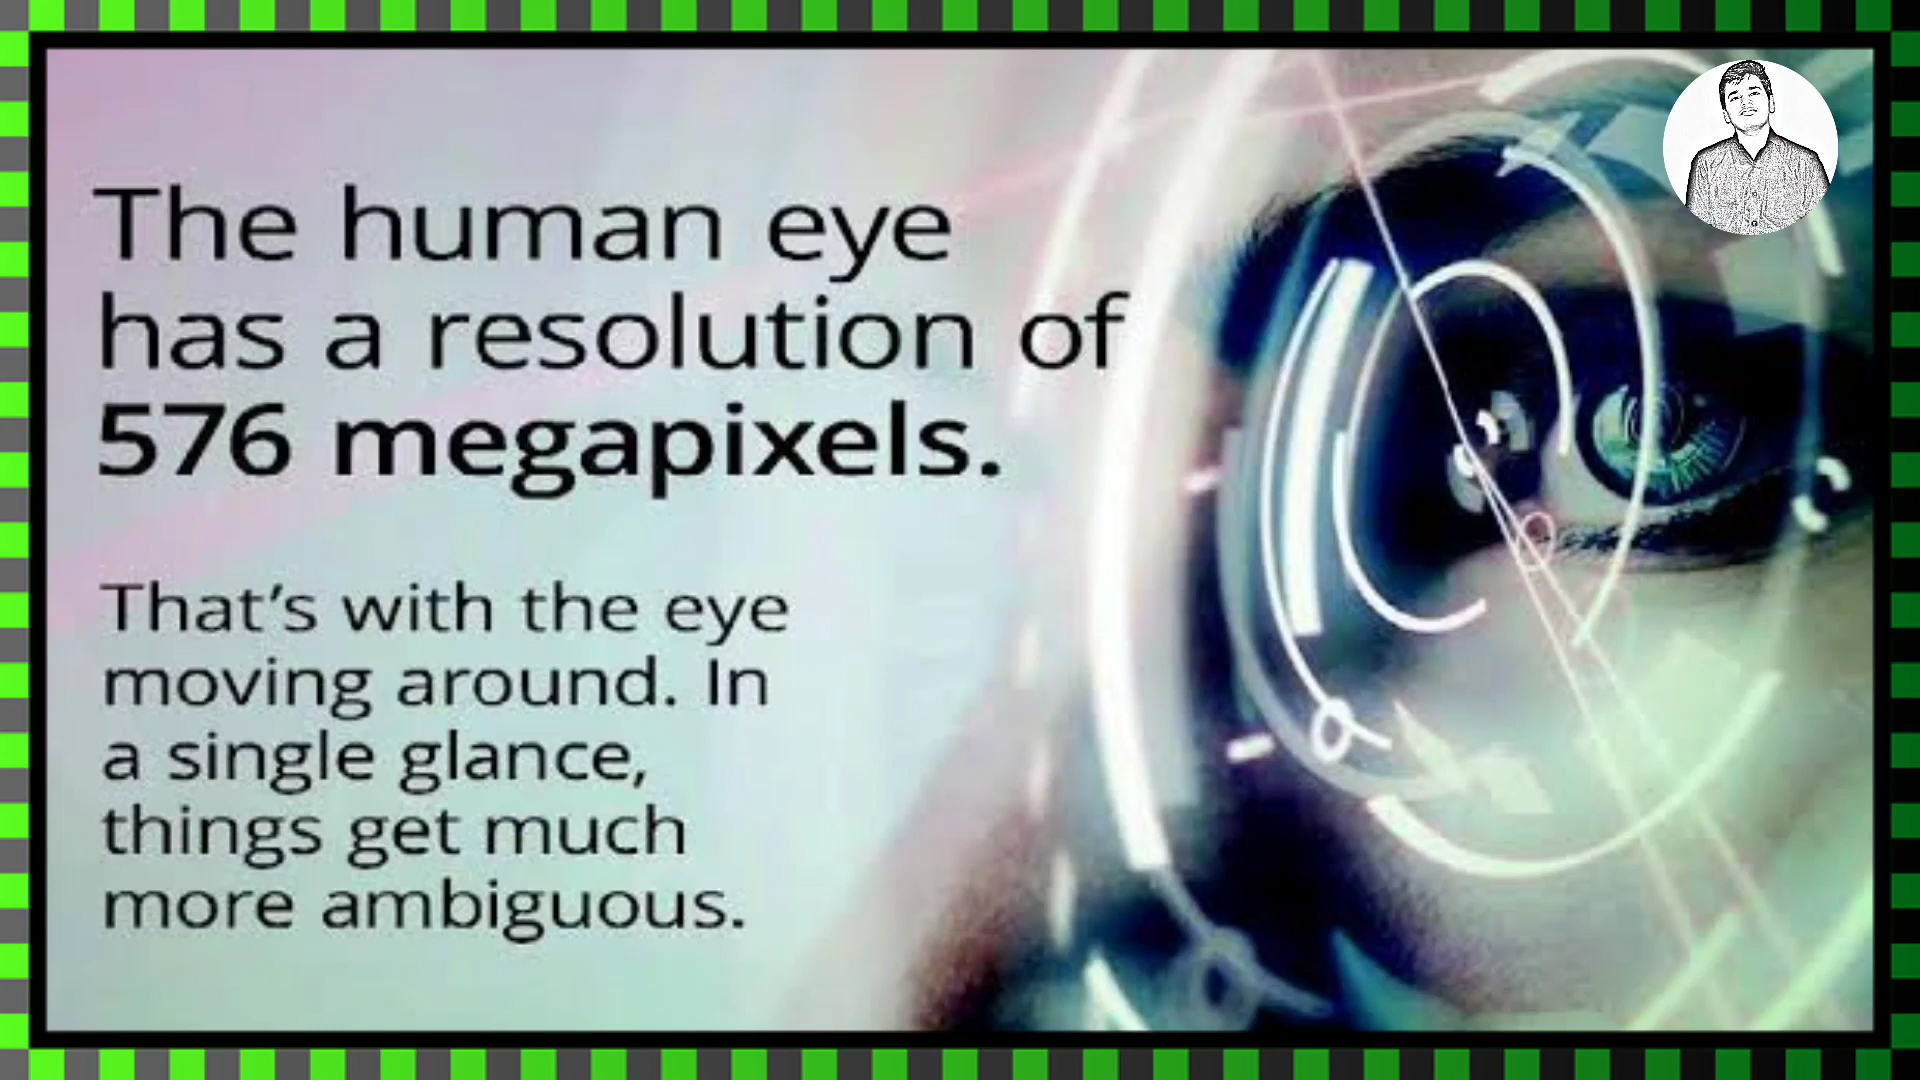 The human eye
has a resolution of
576 megapixels.
That’s with the eye
moving around. In
a single glance,
things get much
more ambiguous.